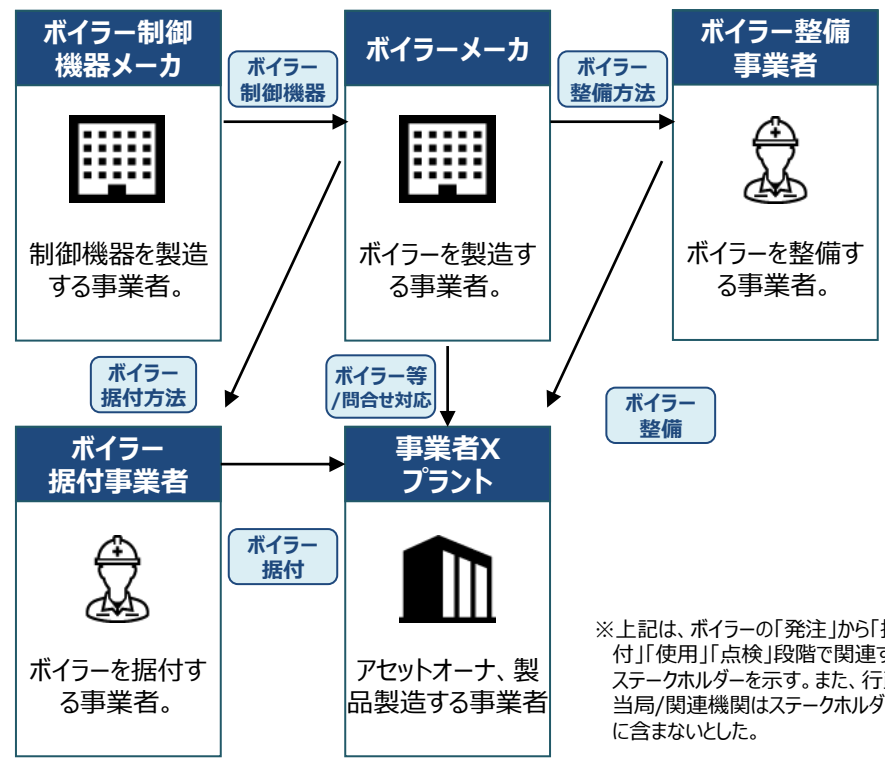 ボイラー制御
機器メーカ
ボイラー
制御機器
ボイラーメーカ
ボイラー
整備方法
ボイラー整備
事業者
制御機器を製造
する事業者。
ボイラーを製造す
る事業者。
ボイラーを整備す
る事業者。
ボイラー
据付方法
ボイラー等
/問合せ対応
ボイラー
整備
ボイラー
据付事業者
事業者X
プラント
ボイラー
据付
ボイラーを据付す
る事業者。
アセットオーナ、製
品製造する事業者
※上記は、ボイラーの「発注」から「
付」「使用」「点検」段階で関連す
ステークホルダーを示す。また、行
当局/関連機関はステークホルダ
に含まないとした。